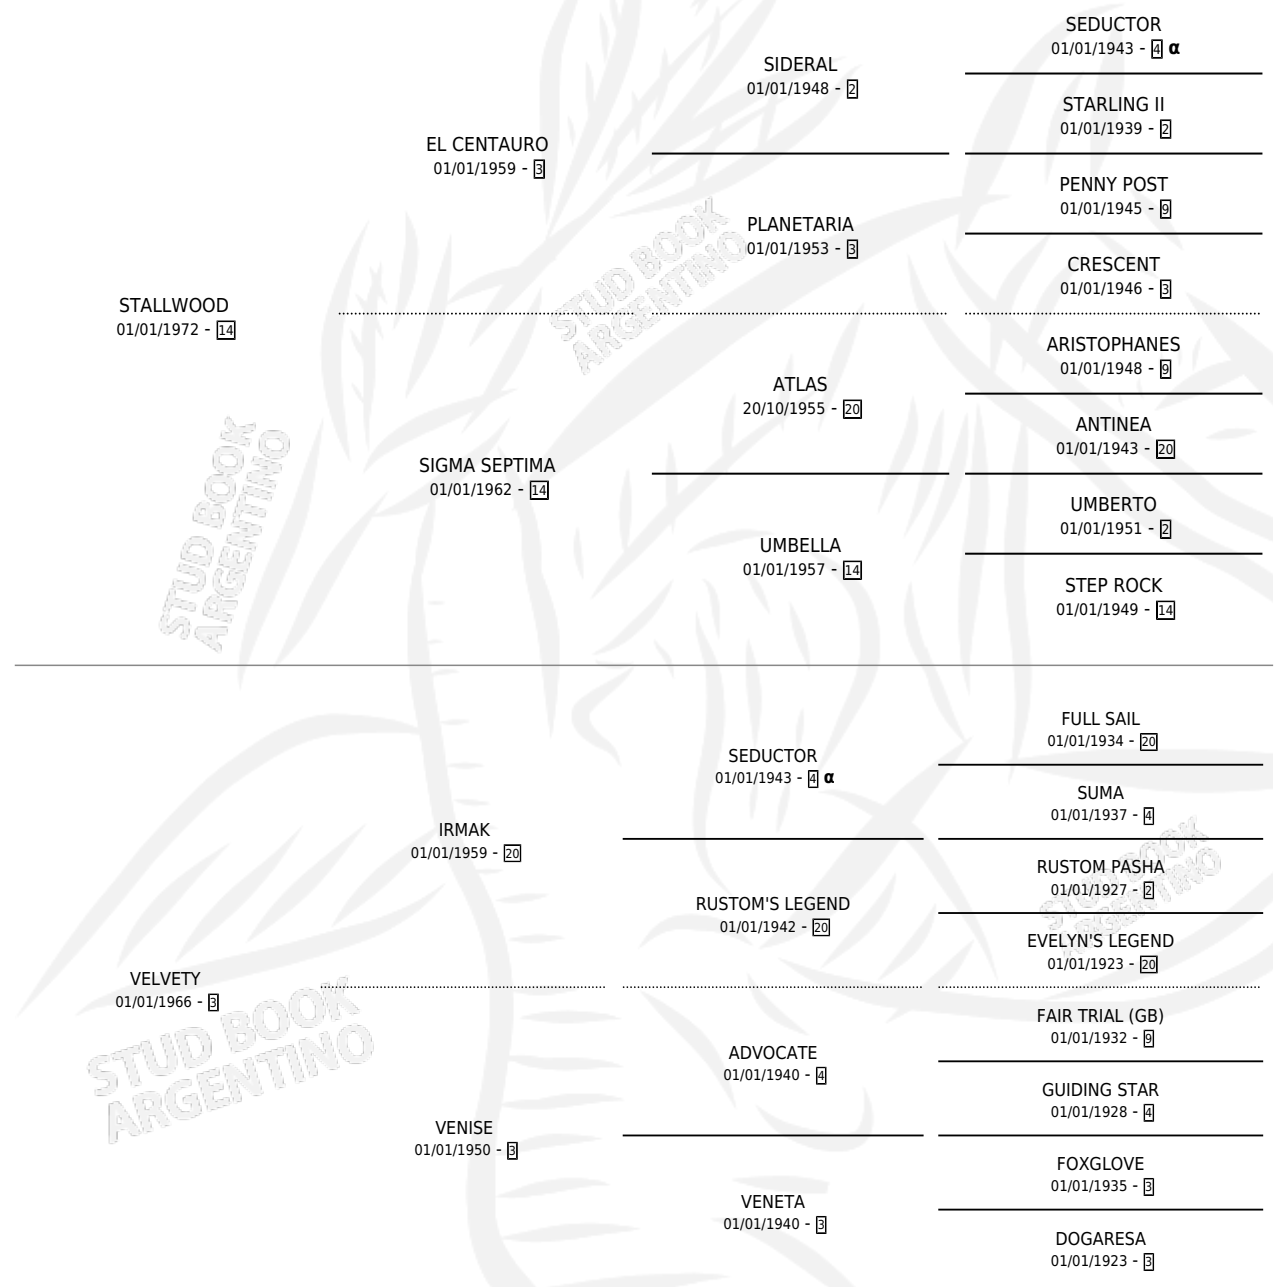 STALLWOOD
01/01/1972 - 14
EL CENTAURO
01/01/1959 - 3
SIGMA SEPTIMA
01/01/1962 - 14
SIDERAL
01/01/1948 - 2
PLANETARIA
01/01/1953 - 3
ATLAS
20/10/1955 - 20
UMBELLA
01/01/1957 - 14
SEDUCTOR
01/01/1943 - 4 α
STARLING II
01/01/1939 - 2
PENNY POST
01/01/1945 - 9
CRESCENT
01/01/1946 - 3
ARISTOPHANES
01/01/1948 - 9
ANTINEA
01/01/1943 - 20
UMBERTO
01/01/1951 - 2
STEP ROCK
01/01/1949 - 14
STUD BOOK
ARGENTINO
STUD BOOK
ARGENTINO
VELVETY
01/01/1966 - 3
IRMAK
01/01/1959 - 20
VENISE
01/01/1950 - 3
SEDUCTOR
01/01/1943 - 4 α
RUSTOM'S LEGEND
01/01/1942 - 20
ADVOCATE
01/01/1940 - 4
VENETA
01/01/1940 - 3
FULL SAIL
01/01/1934 - 20
SUMA
01/01/1937 - 4
RUSTOM PASHA
01/01/1927 - 2
EVELYN'S LEGEND
01/01/1923 - 20
FAIR TRIAL (GB)
01/01/1932 - 9
GUIDING STAR
01/01/1928 - 4
FOXGLOVE
01/01/1935 - 3
DOGARESA
01/01/1923 - 3
STUD BOOK
ARGENTINO
STUD BOOK
ARGENTINO